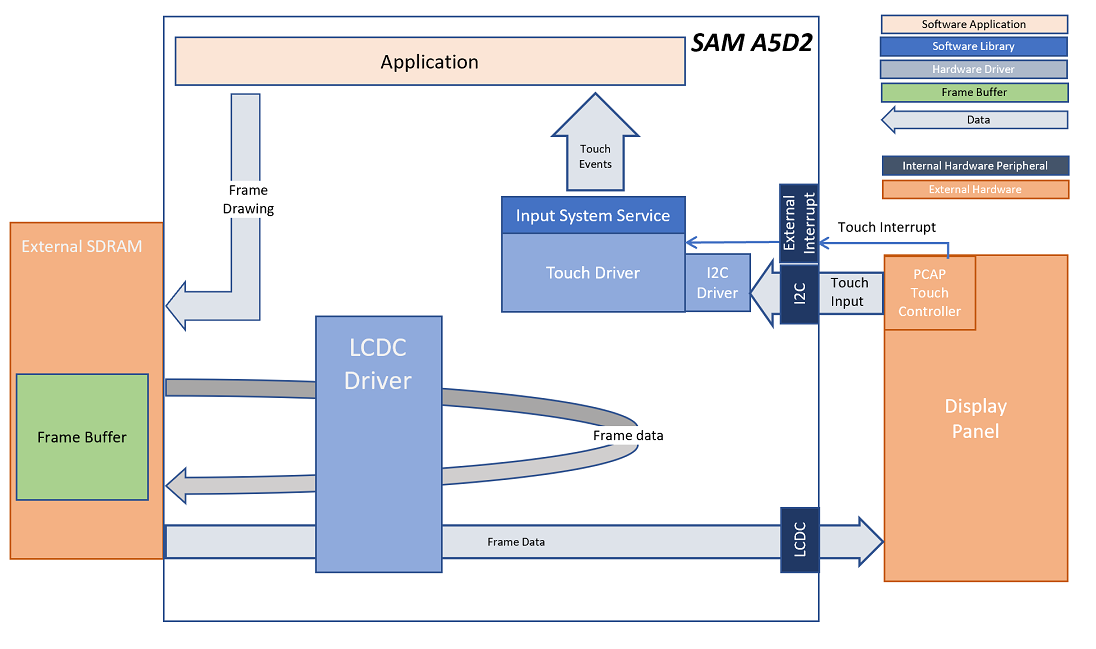 SAM A5D2
Application
Software Application
Software Library
Hardware Driver
Frame Buffer
Data
Internal Hardware Peripheral
External Hardware
Touch
Events
Frame
Drawing
Input System Service
Touch Driver
I2C
Driver
External
Interrupt
I2C
Touch Interrupt
Touch
Input
PCAP
Touch
Controller
Display
Panel
External SDRAM
Frame Buffer
LCDC
Driver
Frame data
Frame Data
LCDC